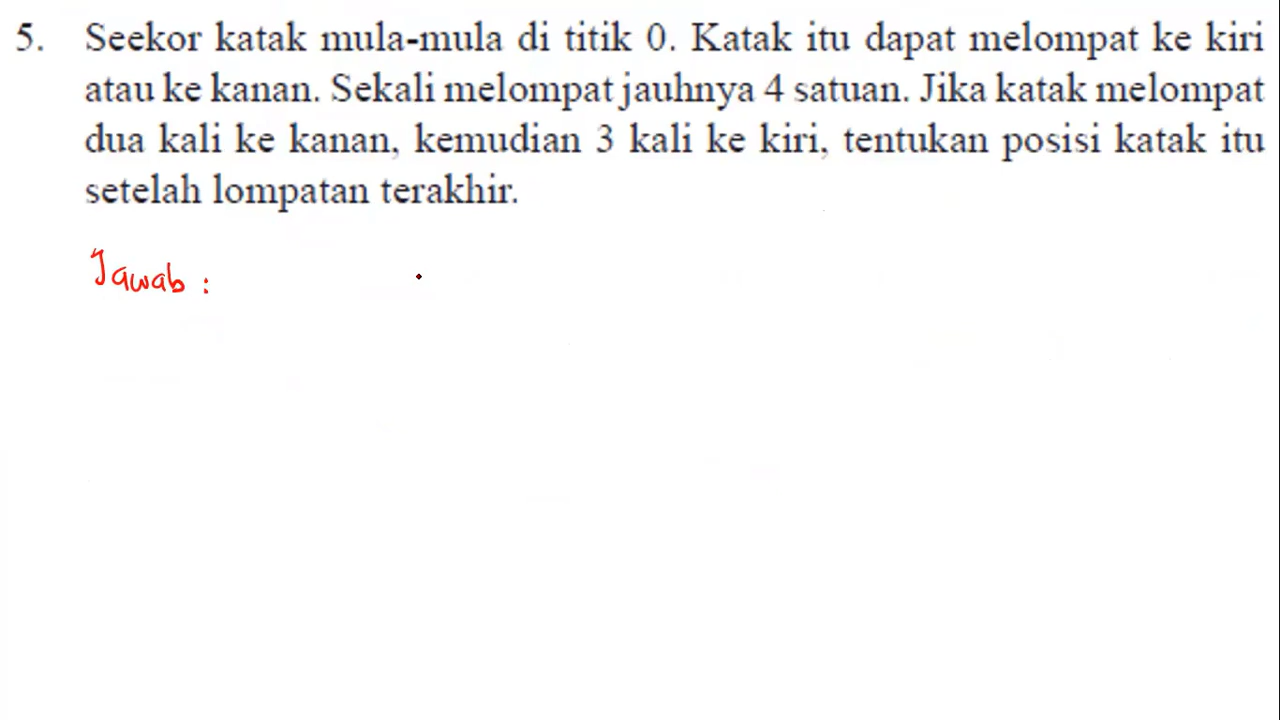 5. Seekor katak mula-mula di titik 0. Katak itu dapat melompat ke kiri
atau ke kanan. Sekali melompat jauhnya 4 satuan. Jika katak melompat
dua kali ke kanan, kemudian 3 kali ke kiri, tentukan posisi katak itu
setelah lompatan terakhir.
Jawab :